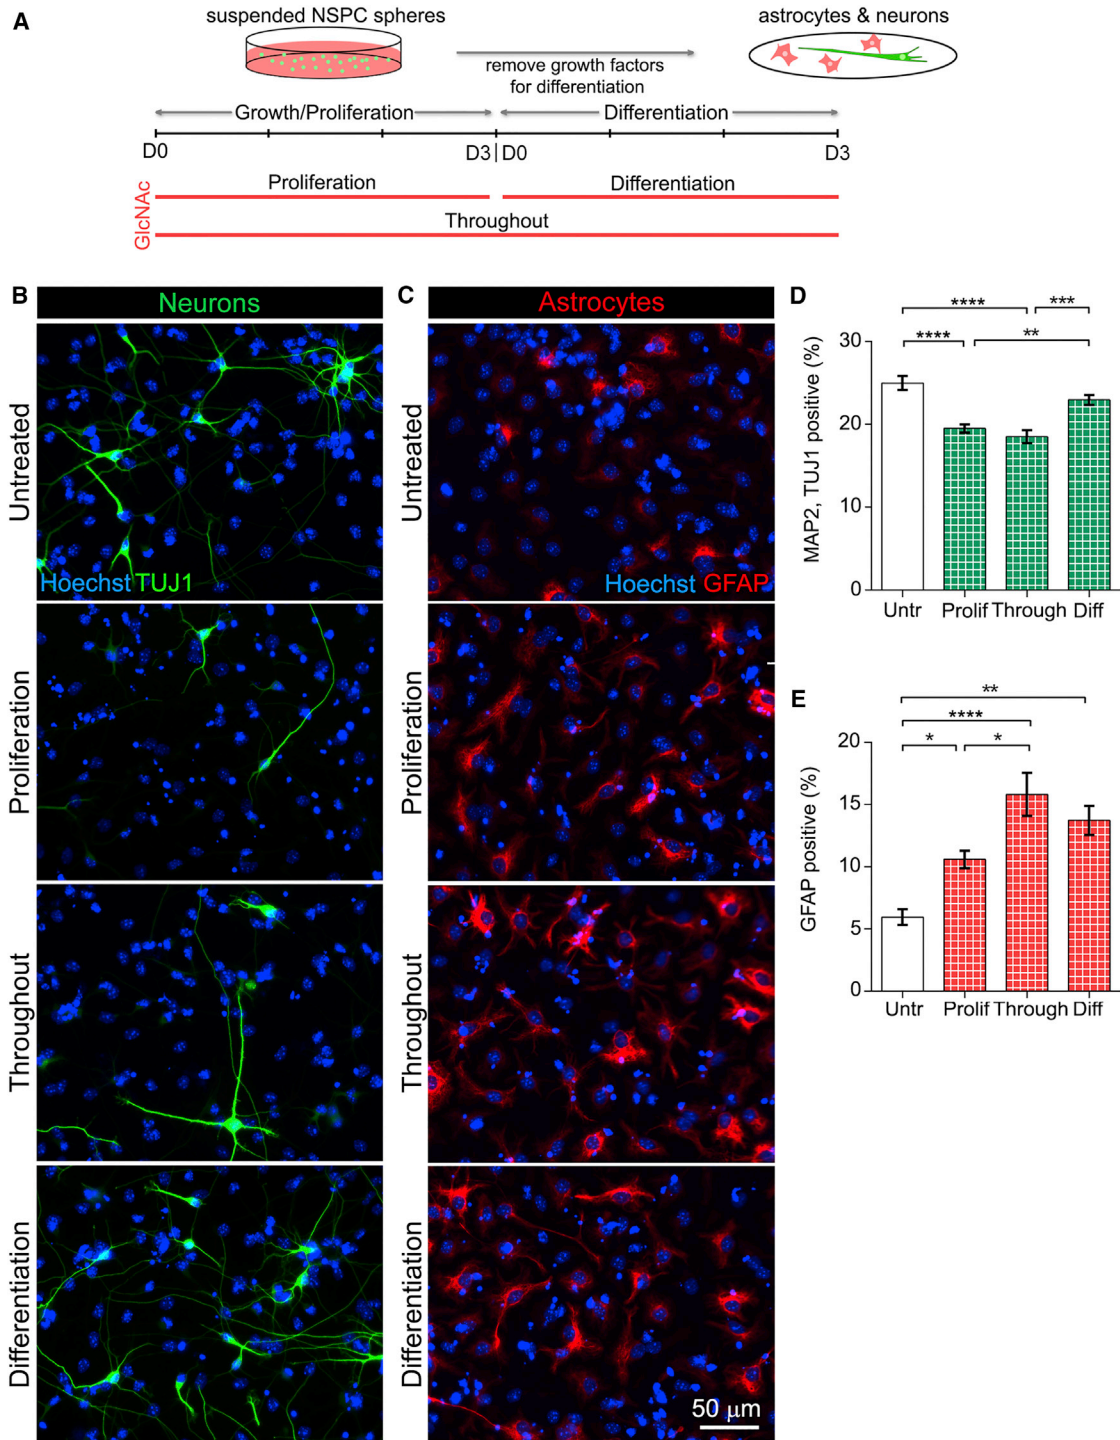 A
suspended NSPC spheres
astrocytes & neurons
remove growth factors
for differentiation
Growth/Proliferation
Differentiation
D0
D3|D0
D3
GlcNAc
Proliferation
Differentiation
Throughout
B
Neurons
C
Astrocytes
Untreated
Hoechst TUJ1
Untreated
Hoechst GFAP
Proliferation
Proliferation
Throughout
Throughout
Differentiation
Differentiation
50 μm
D
**** ***
**** **
MAP2, TUJ1 positive (%)
30
20
10
0
Untr Prolif Through Diff
E
**
****
* *
GFAP positive (%)
20
15
10
5
0
Untr Prolif Through Diff